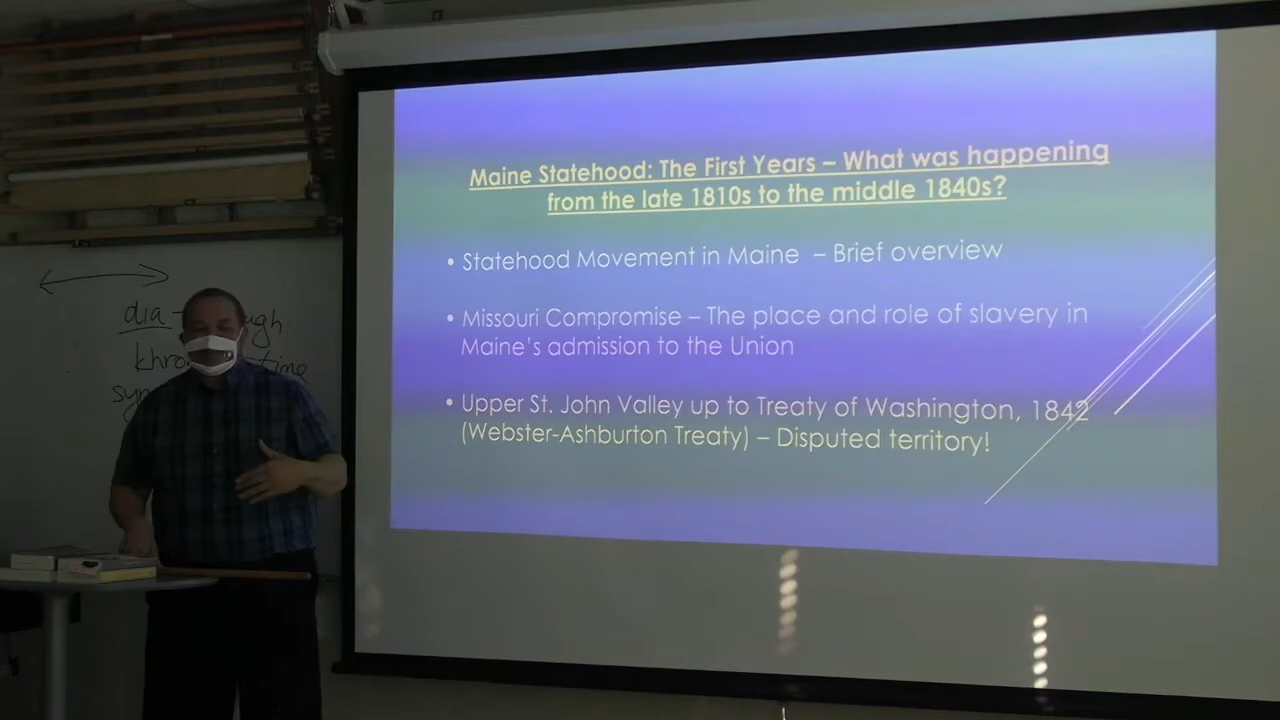 Maine Statehood: The First Years – What was happening
from the late 1810s to the middle 1840s?
• Statehood Movement in Maine – Brief overview
• Missouri Compromise – The place and role of slavery in
Maine's admission to the Union
• Upper St. John Valley up to Treaty of Washington, 1842
(Webster-Ashburton Treaty) – Disputed territory!
dia -
time